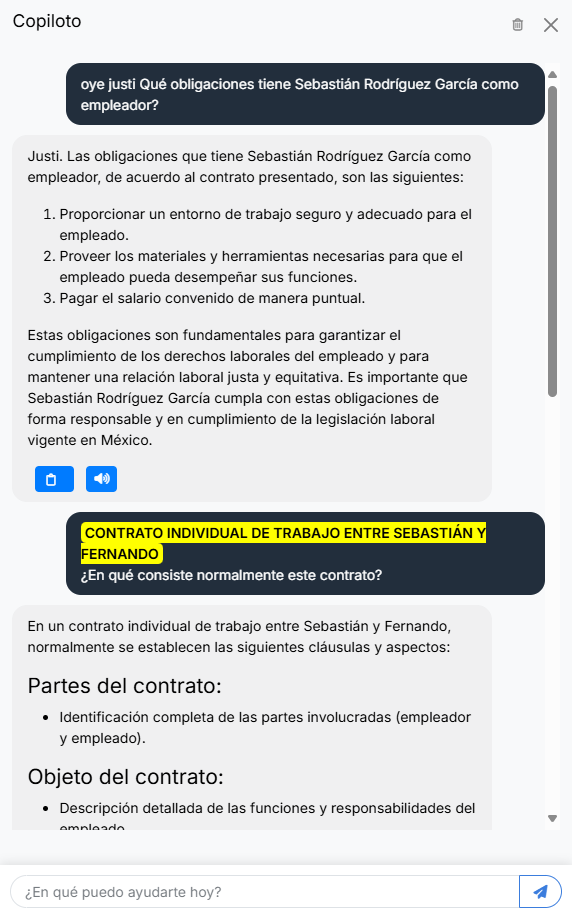 Copiloto
oye justi Qué obligaciones tiene Sebastián Rodríguez García como
empleador?
Justi. Las obligaciones que tiene Sebastián Rodríguez García como
empleador, de acuerdo al contrato presentado, son las siguientes:
1. Proporcionar un entorno de trabajo seguro y adecuado para el
empleado.
2. Proveer los materiales y herramientas necesarias para que el
empleado pueda desempeñar sus funciones.
3. Pagar el salario convenido de manera puntual.
Estas obligaciones son fundamentales para garantizar el
cumplimiento de los derechos laborales del empleado y para
mantener una relación laboral justa y equitativa. Es importante que
Sebastián Rodríguez García cumpla con estas obligaciones de
forma responsable y en cumplimiento de la legislación laboral
vigente en México.
CONTRATO INDIVIDUAL DE TRABAJO ENTRE SEBASTIÁN Y
FERNANDO
¿En qué consiste normalmente este contrato?
En un contrato individual de trabajo entre Sebastián y Fernando,
normalmente se establecen las siguientes cláusulas y aspectos:
Partes del contrato:
• Identificación completa de las partes involucradas (empleador
y empleado).
Objeto del contrato:
• Descripción detallada de las funciones y responsabilidades del
empleado
¿En qué puedo ayudarte hoy?